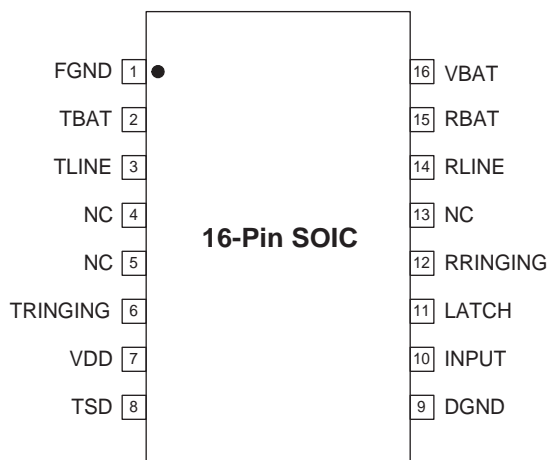 FGND 1 16 VBAT
TBAT 2 15 RBAT
TLINE 3 14 RLINE
NC 4 13 NC
16-Pin SOIC
NC 5 12 RRINGING
TRINGING 6 11 LATCH
VDD 7 10 INPUT
TSD 8 9 DGND